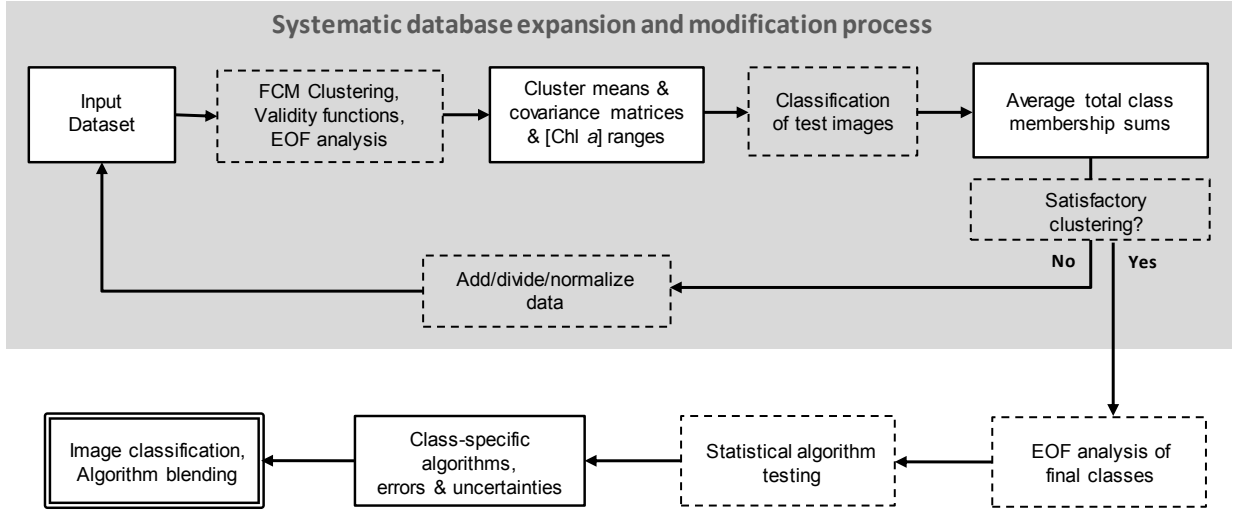 Systematic database expansion and modification process
Input
Dataset
FCM Clustering,
Validity functions,
EOF analysis
Cluster means &
covariance matrices
& [Chl a] ranges
Classification
of test images
Average total class
membership sums
Satisfactory
clustering?
No
Yes
Add/divide/normalize
data
Image classification,
Algorithm blending
Class-specific
algorithms,
errors & uncertainties
Statistical algorithm
testing
EOF analysis of
final classes